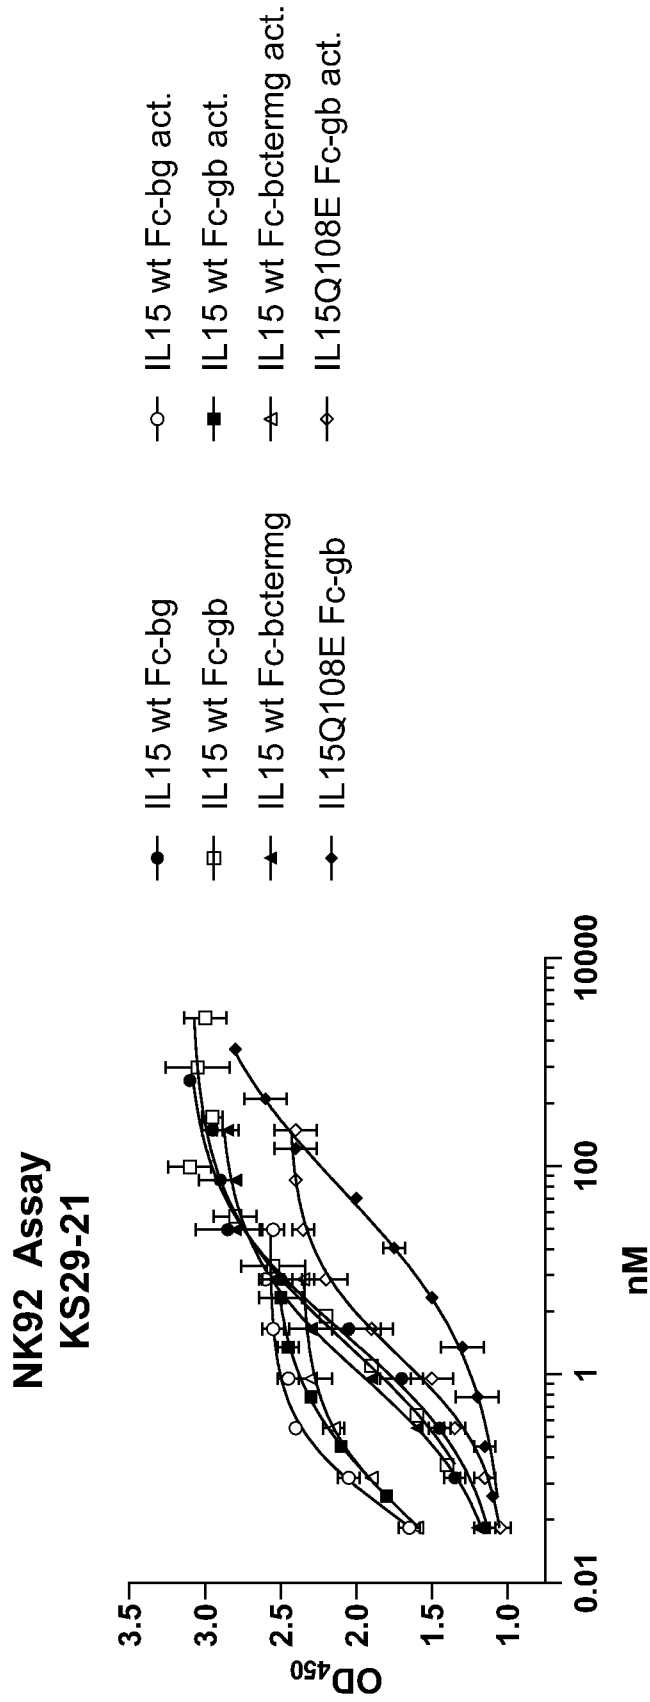 NK92 Assay
KS29-21
OD450
3.5
3.0
2.5
2.0
1.5
1.0
0.01
1
100
10000
nM
IL15 wt Fc-bg
IL15 wt Fc-gb
IL15 wt Fc-bctermg
IL15Q108E Fc-gb
IL15 wt Fc-bg act.
IL15 wt Fc-gb act.
IL15 wt Fc-bctermg act.
IL15Q108E Fc-gb act.